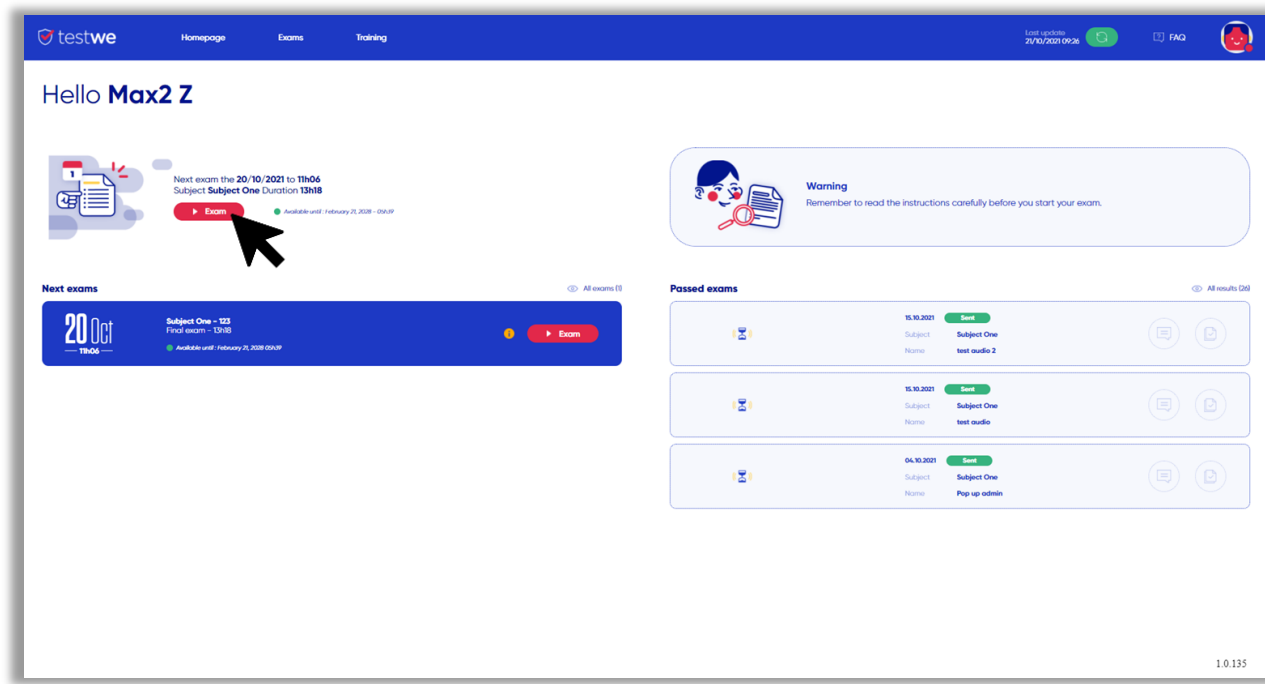 testwe
Homepage
Exams
Training
Last update
21/10/2021 09:26
FAQ
Hello Max2 Z
1
Next exam the 20/10/2021 to 11h06
Subject Subject One Duration 13h18
Exam
Available until : February 21, 2028 - 05h39
Warning
Remember to read the instructions carefully before you start your exam.
Next exams
All exams (1)
20 Oct
11h06
Subject One - 123
Final exam - 13h18
Available until : February 21, 2028 05h39
Exam
Passed exams
All results (26)
15.10.2021 Sent
Subject Subject One
Name test audio 2
15.10.2021 Sent
Subject Subject One
Name test audio
04.10.2021 Sent
Subject Subject One
Name Pop up admin
1.0.135